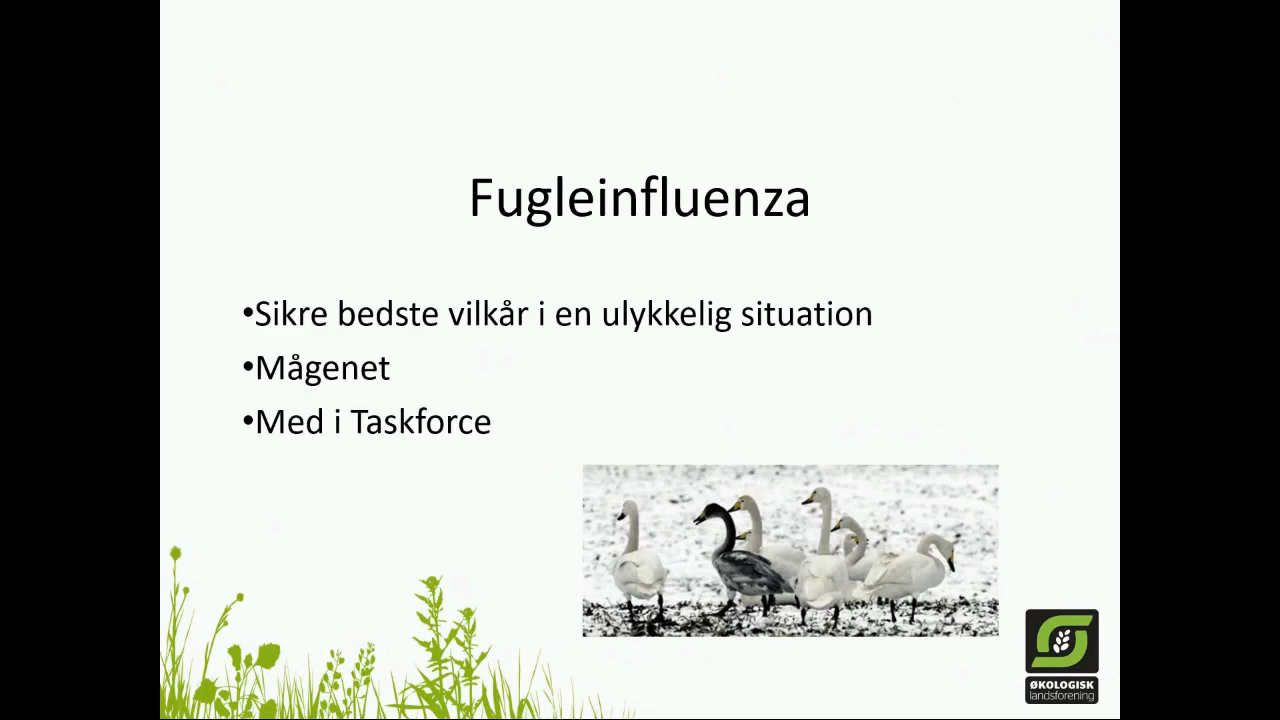 Fugleinfluenza
•Sikre bedste vilkår i en ulykkelig situation
•Mågenet
•Med i Taskforce
ØKOLOGISK
landsforening